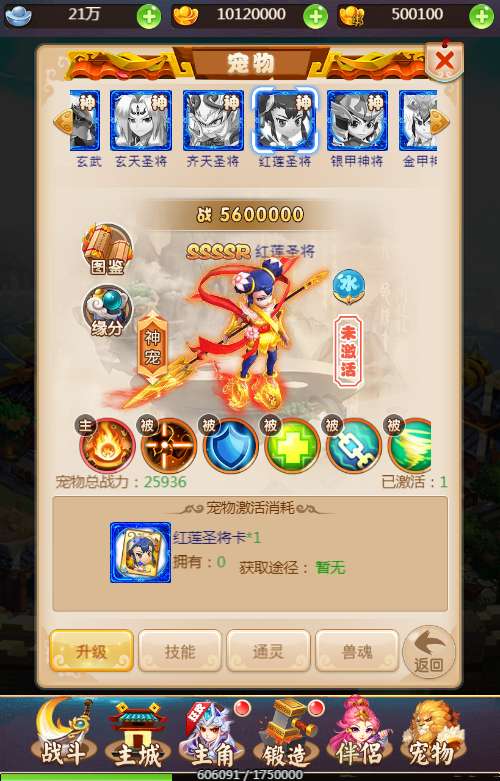 21万 10120000 500100
宠物
神 神 神 神 神 神
玄武 玄天圣将 齐天圣将 红莲圣将 银甲神将 金甲神
战 5600000
图鉴 SSSSR 红莲圣将
水
缘分
神宠 未激活
主 被 被 被 被 被
宠物总战力：25936 已激活：1
宠物激活消耗
红莲圣将卡*1
拥有：0 获取途径：暂无
升级 技能 通灵 兽魂 返回
战斗 主城 主角 锻造 伴侣 宠物
606091 / 1750000